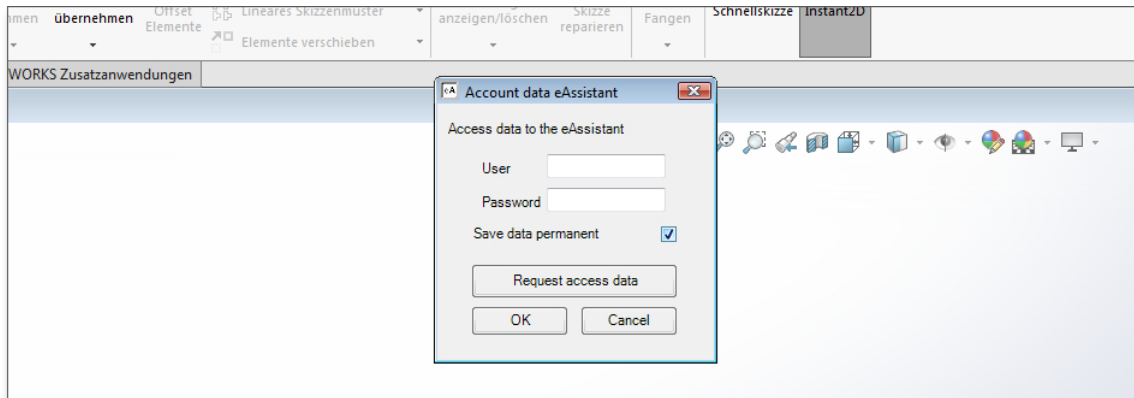 Offset
Lineares Skizzenmuster
Skizze
Schnellskizze
Instant2D
übernehmen
Elemente
anzeigen/löschen
reparieren
Fangen
Elemente verschieben
WORKS Zusatzanwendungen
eA Account data eAssistant
Access data to the eAssistant
User
Password
Save data permanent
Request access data
OK
Cancel